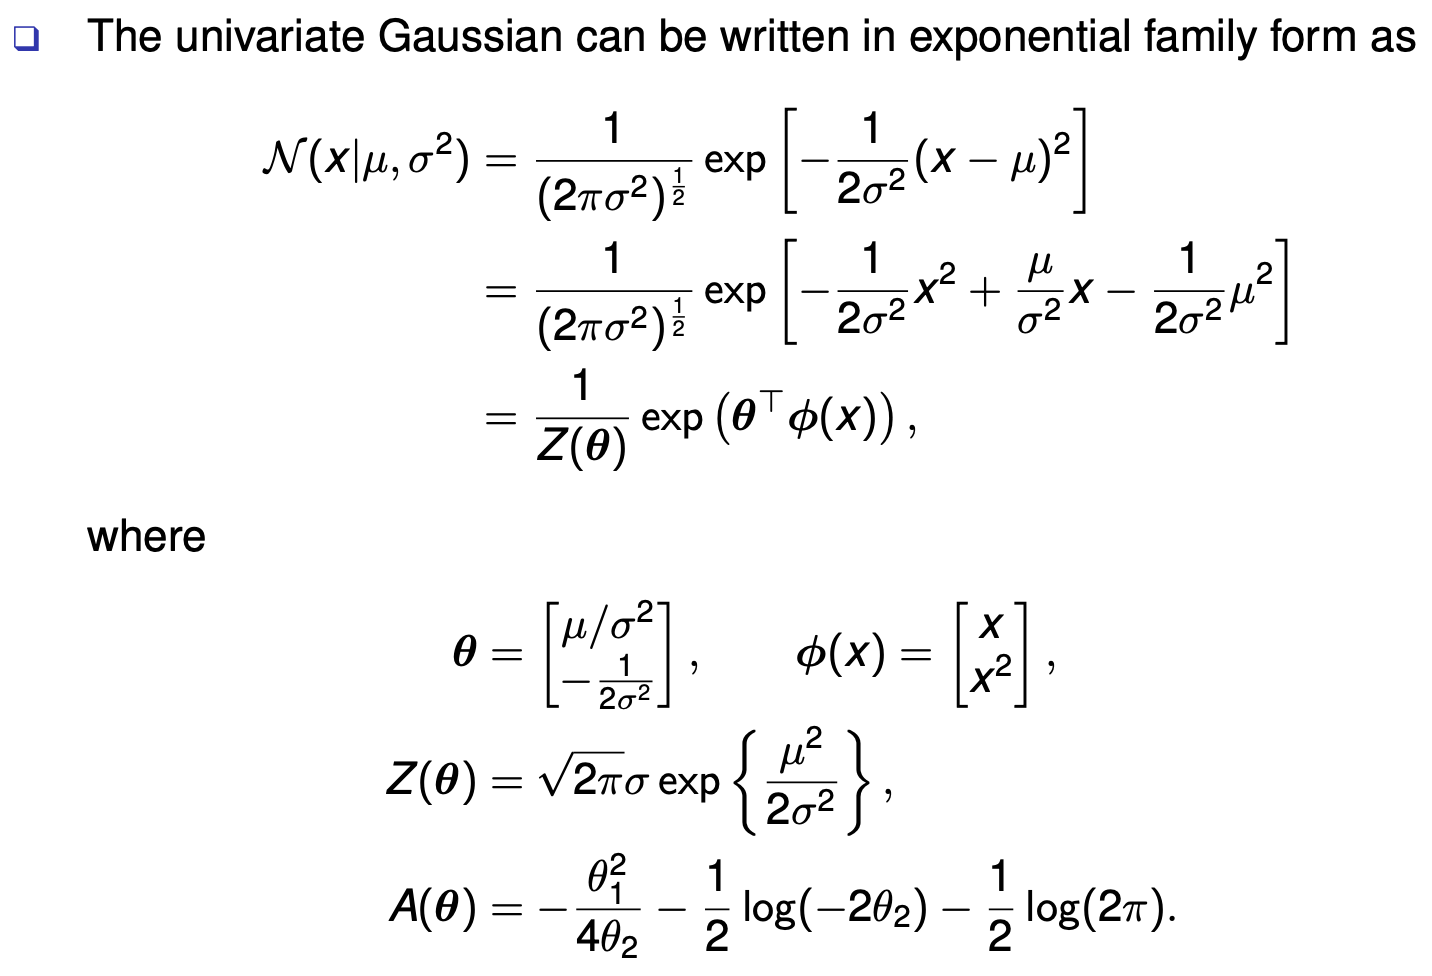 ❑ The univariate Gaussian can be written in exponential family form as
$\mathcal{N}(x|\mu, \sigma^2) = \frac{1}{(2\pi\sigma^2)^{\frac{1}{2}}} \exp\left[-\frac{1}{2\sigma^2}(x-\mu)^2\right]$
$= \frac{1}{(2\pi\sigma^2)^{\frac{1}{2}}} \exp\left[-\frac{1}{2\sigma^2}x^2 + \frac{\mu}{\sigma^2}x - \frac{1}{2\sigma^2}\mu^2\right]$
$= \frac{1}{Z(\boldsymbol{\theta})} \exp\left(\boldsymbol{\theta}^\top \boldsymbol{\phi}(x)\right),$
where
$\boldsymbol{\theta} = \begin{bmatrix} \mu/\sigma^2 \\ -\frac{1}{2\sigma^2} \end{bmatrix}, \quad \boldsymbol{\phi}(x) = \begin{bmatrix} x \\ x^2 \end{bmatrix},$
$Z(\boldsymbol{\theta}) = \sqrt{2\pi}\sigma \exp\left\{\frac{\mu^2}{2\sigma^2}\right\},$
$A(\boldsymbol{\theta}) = -\frac{\theta_1^2}{4\theta_2} - \frac{1}{2}\log(-2\theta_2) - \frac{1}{2}\log(2\pi).$